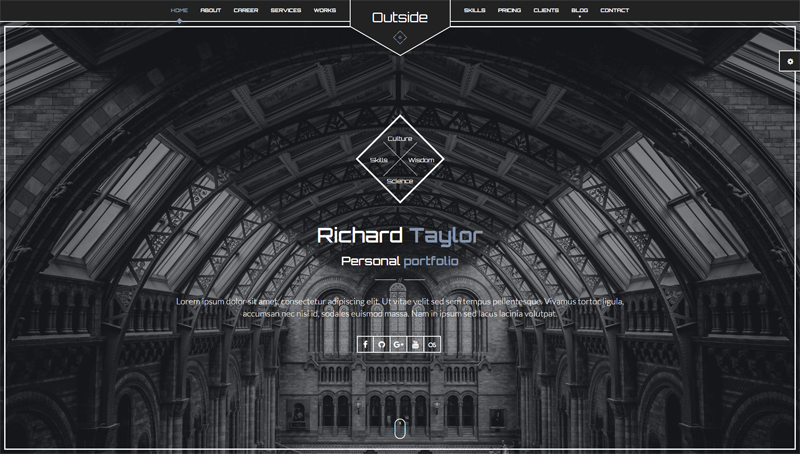 HOME ABOUT CAREER SERVICES WORKS Outside SKILLS PRICING CLIENTS BLOG CONTACT
Culture
Skills Wisdom
Science
Richard Taylor
Personal portfolio
Lorem ipsum dolor sit amet, consectetur adipiscing elit. Ut vitae velit sed sem tempus pellentesque. Vivamus tortor ligula,
accumsan nec nisl id, sodales euismod massa. Nam in ipsum sed lacus lacinia volutpat.